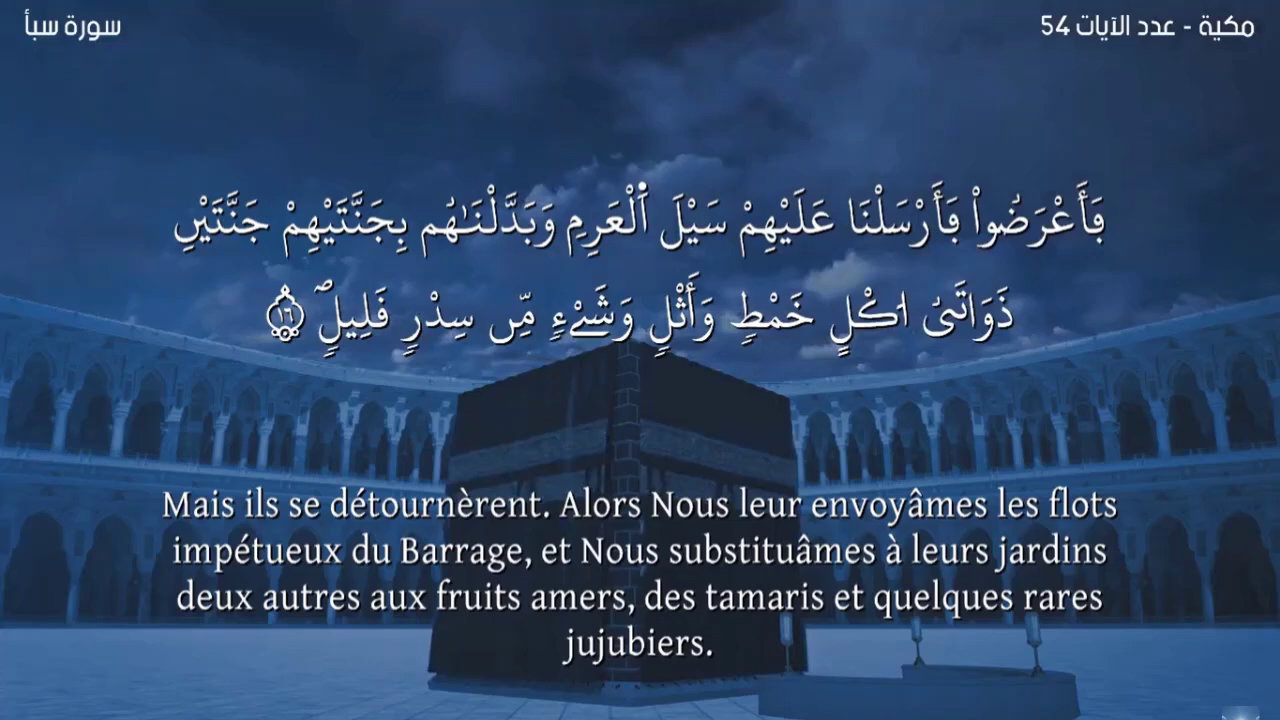 سورة سبأ
مكية - عدد الآيات 54
فَأَعْرَضُواْ فَأَرْسَلْنَا عَلَيْهِمْ سَيْلَ اَ۬لْعَرِمِ وَبَدَّلْنَٰهُم بِجَنَّتَيْهِمْ جَنَّتَيْنِ
ذَوَاتَىُ ا۟كْلٍ خَمْطٖ وَأَثْلٖ وَشَےْءٖ مِّن سِدْرٖ قَلِيلٖۖ ١٦
Mais ils se détournèrent. Alors Nous leur envoyâmes les flots
impétueux du Barrage, et Nous substituâmes à leurs jardins
deux autres aux fruits amers, des tamaris et quelques rares
jujubiers.